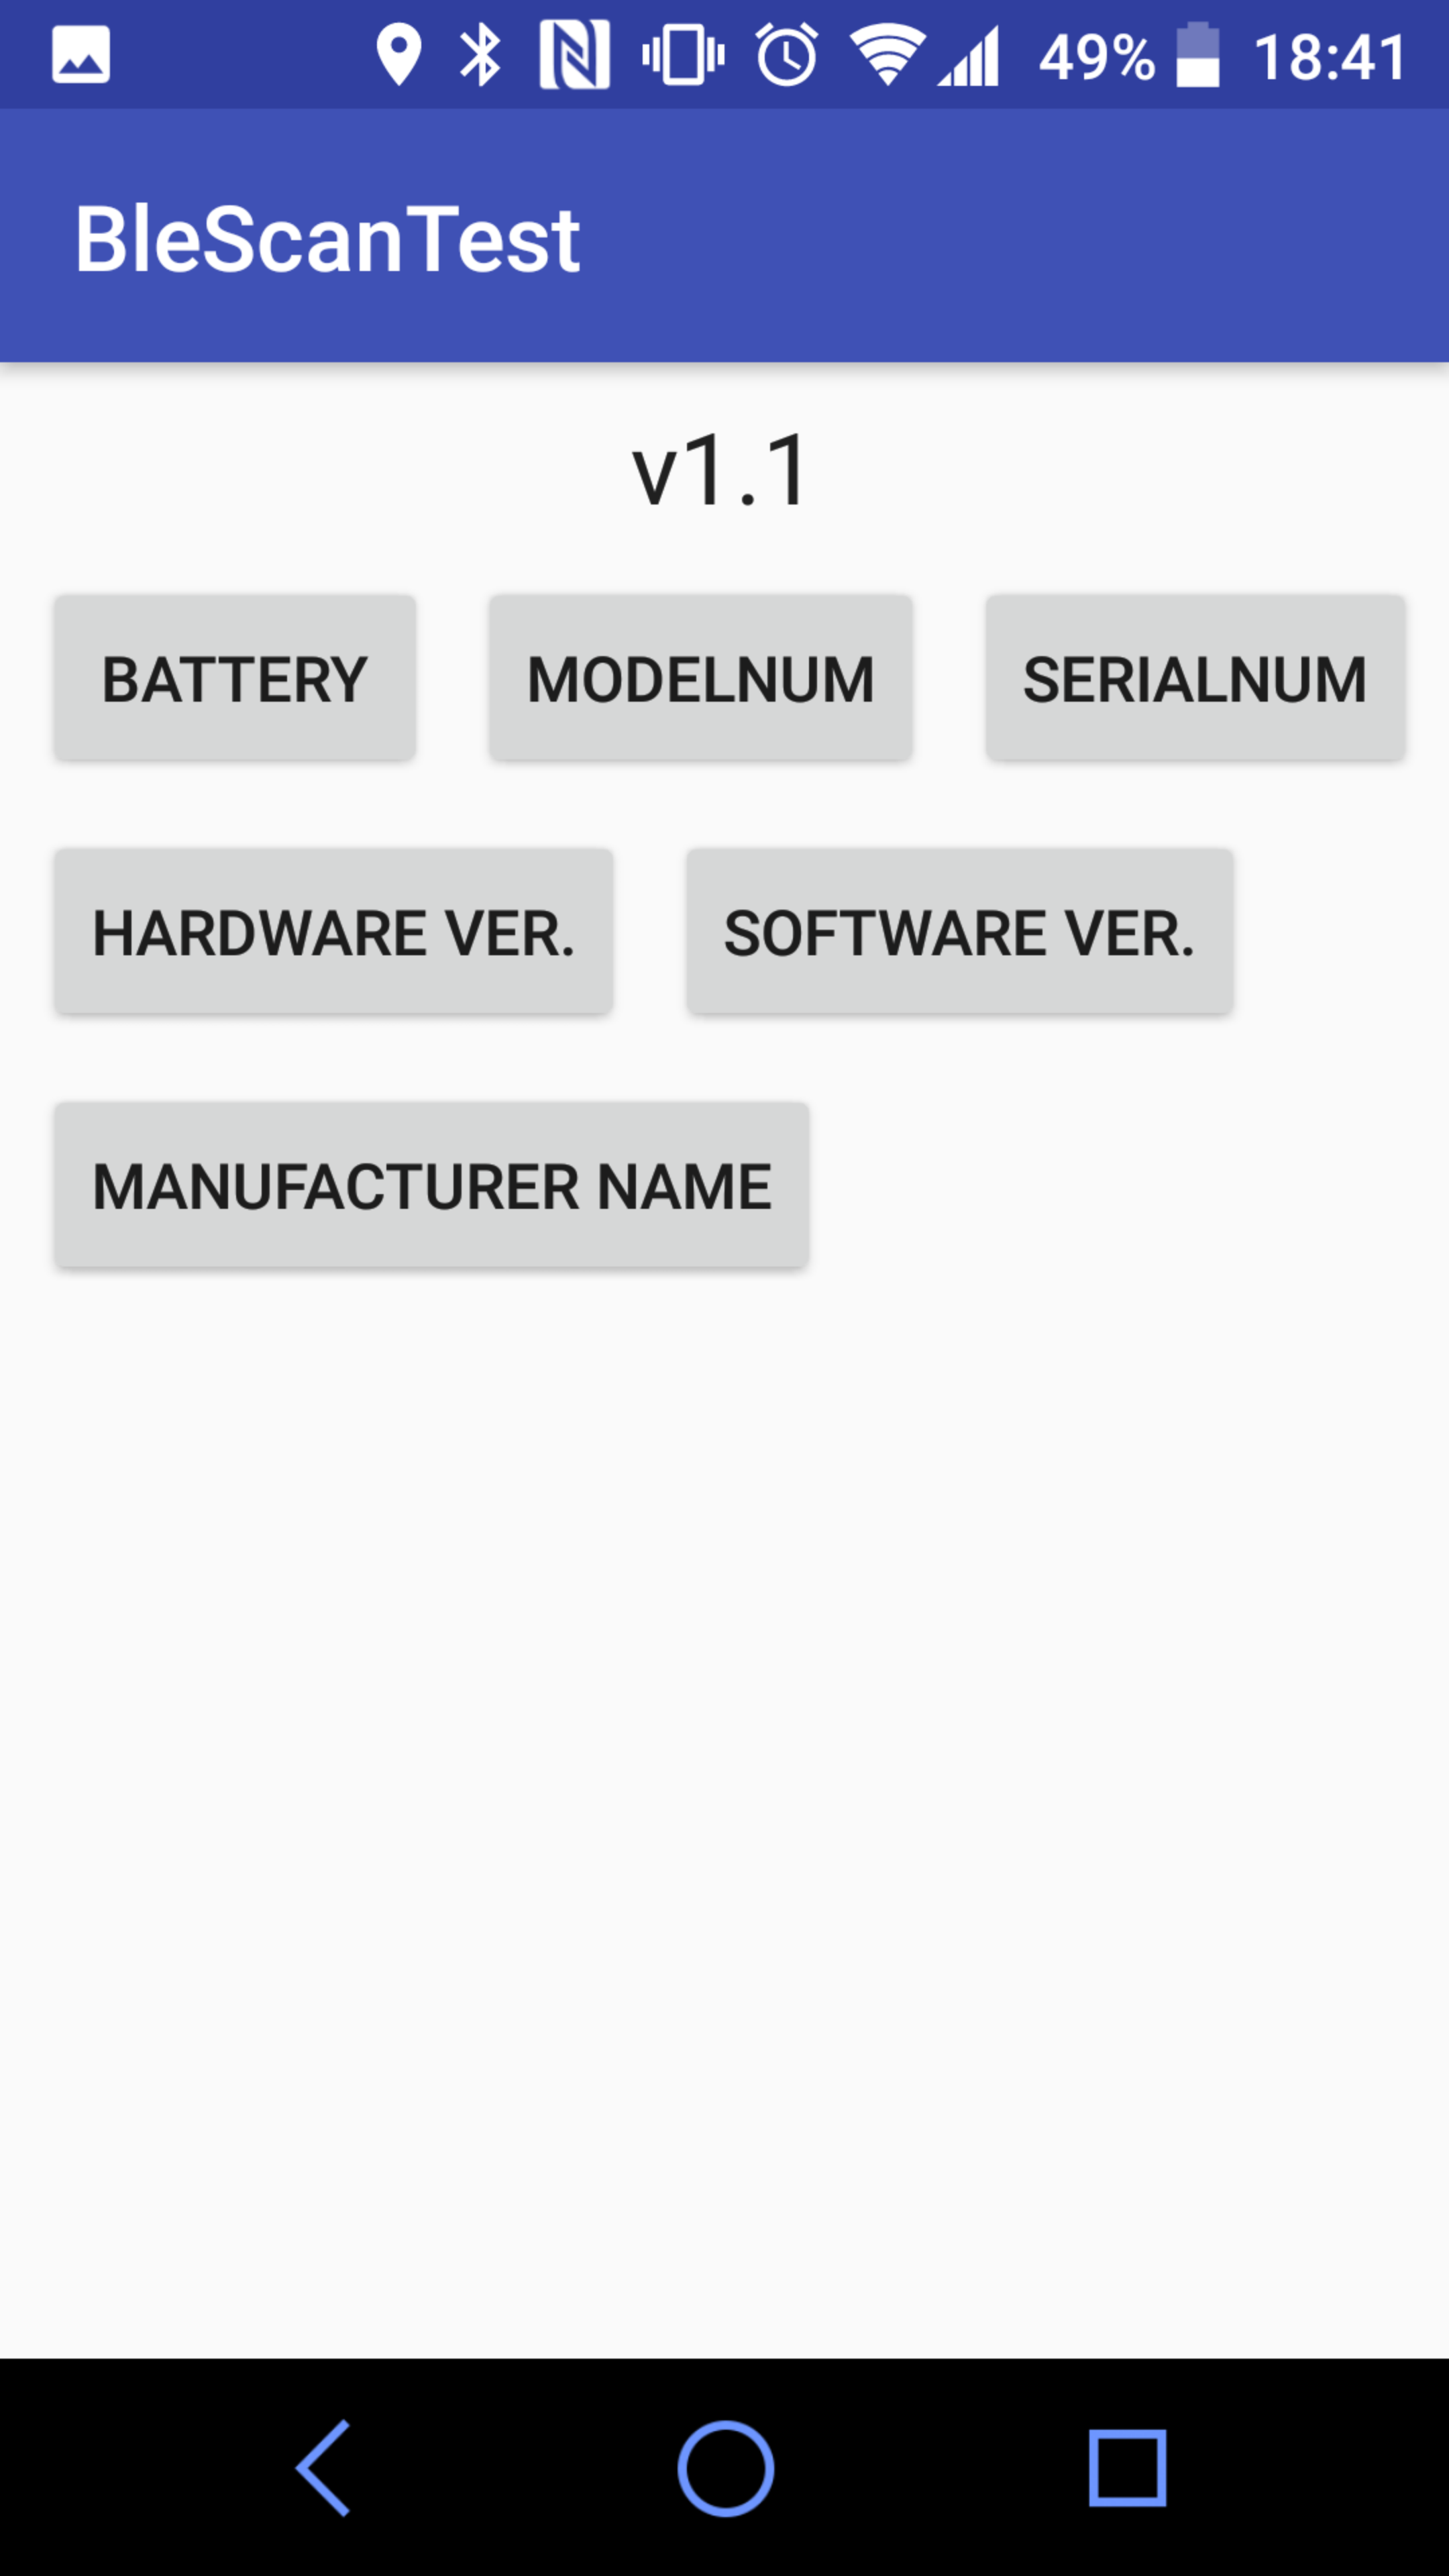 49% 18:41
BleScanTest
v1.1
BATTERY MODELNUM SERIALNUM
HARDWARE VER. SOFTWARE VER.
MANUFACTURER NAME